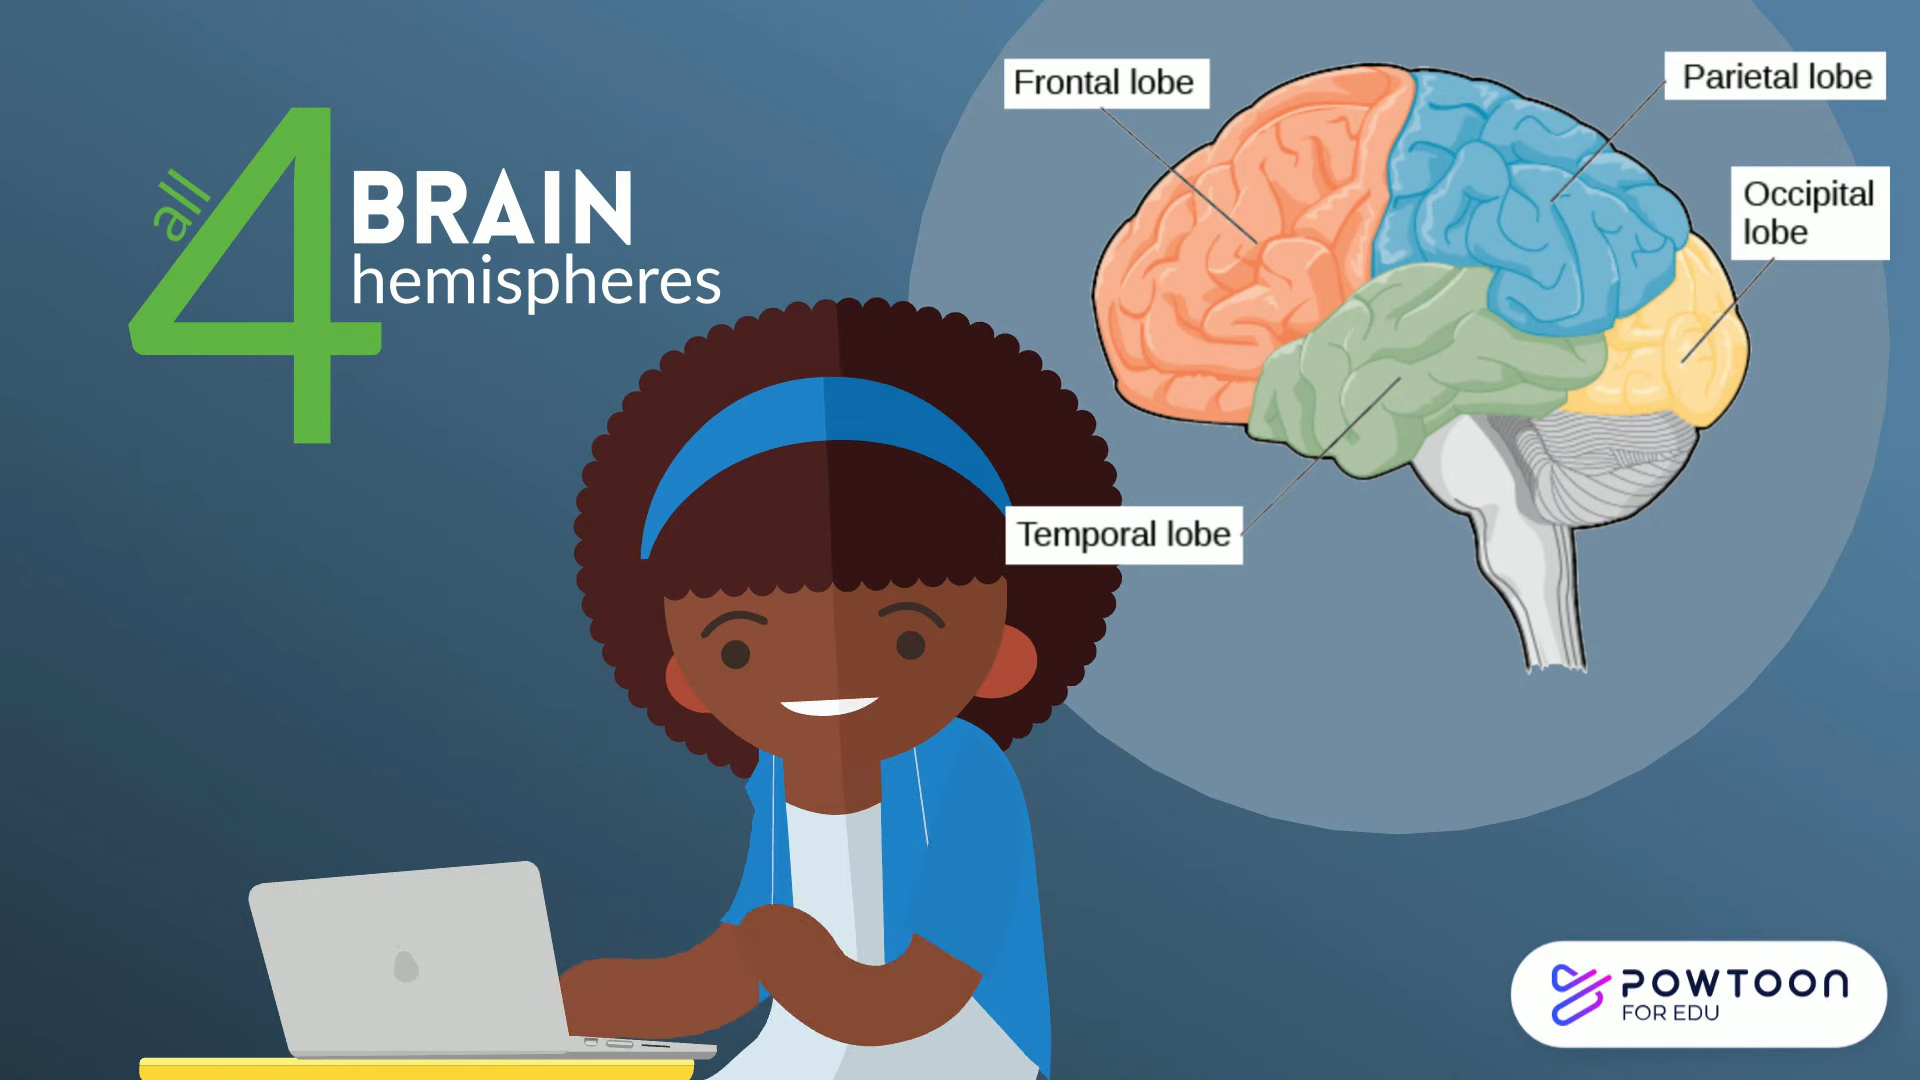 all
4
BRAIN
hemispheres
Frontal lobe
Parietal lobe
Occipital
lobe
Temporal lobe
POWTOON
FOR EDU